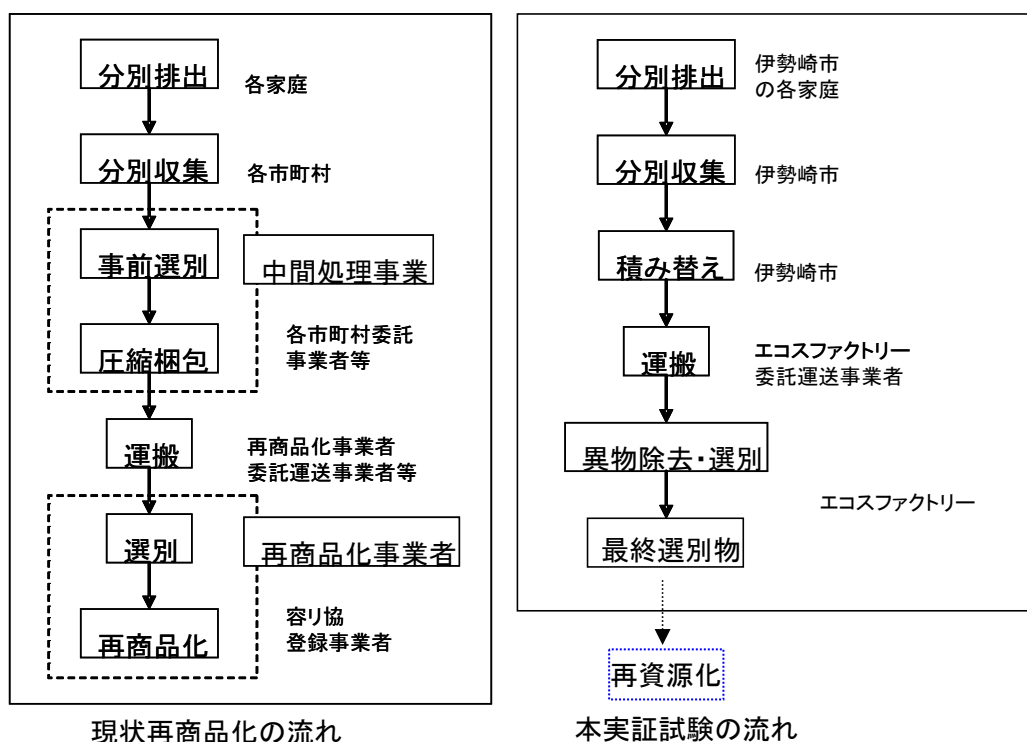 分別排出
各家庭
分別収集
各市町村
事前選別
中間処理事業
圧縮梱包
各市町村委託
事業者等
運搬
再商品化事業者
委託運送事業者等
選別
再商品化事業者
再商品化
容リ協
登録事業者
現状再商品化の流れ
分別排出
伊勢崎市
の各家庭
分別収集
伊勢崎市
積み替え
伊勢崎市
運搬
エコスファクトリー
委託運送事業者
異物除去・選別
エコスファクトリー
最終選別物
再資源化
本実証試験の流れ